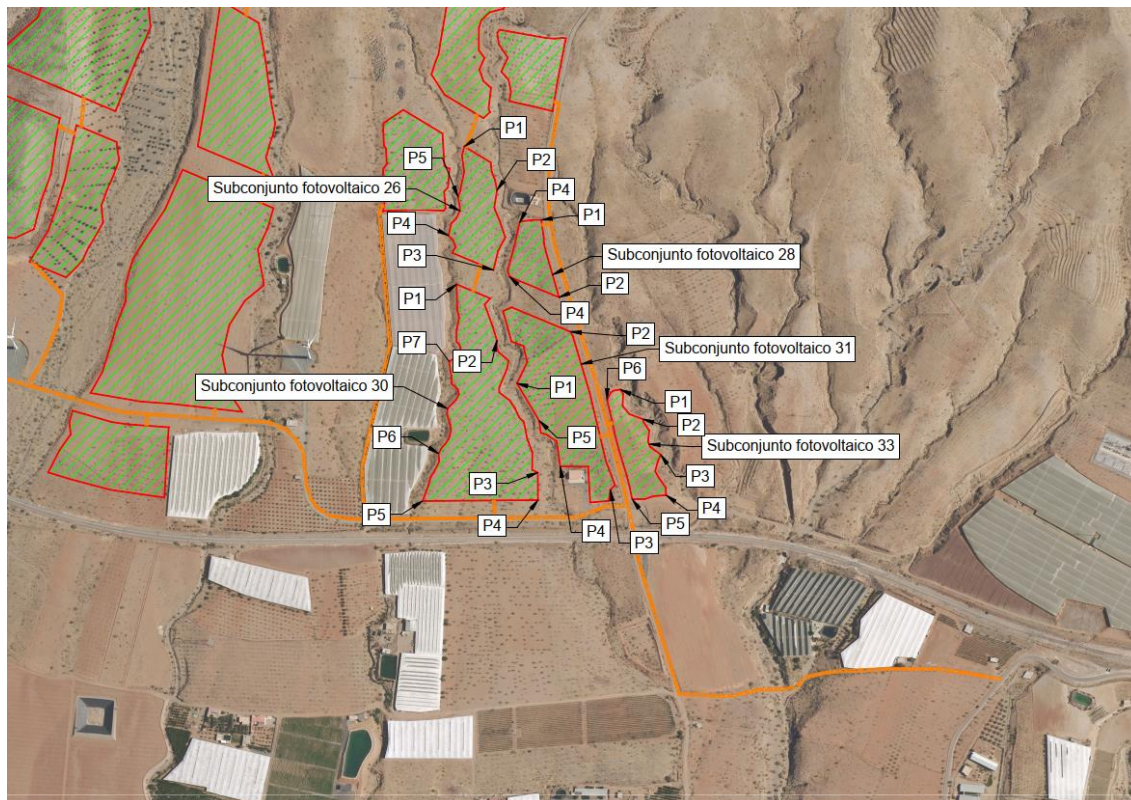 P1
P5
P2
Subconjunto fotovoltaico 26
P4
P1
P4
P3
Subconjunto fotovoltaico 28
P1
P2
P4
P2
P7
Subconjunto fotovoltaico 31
P2
P6
Subconjunto fotovoltaico 30
P1
P1
P2
P5
P6
Subconjunto fotovoltaico 33
P3
P3
P4
P5
P5
P4
P4
P3